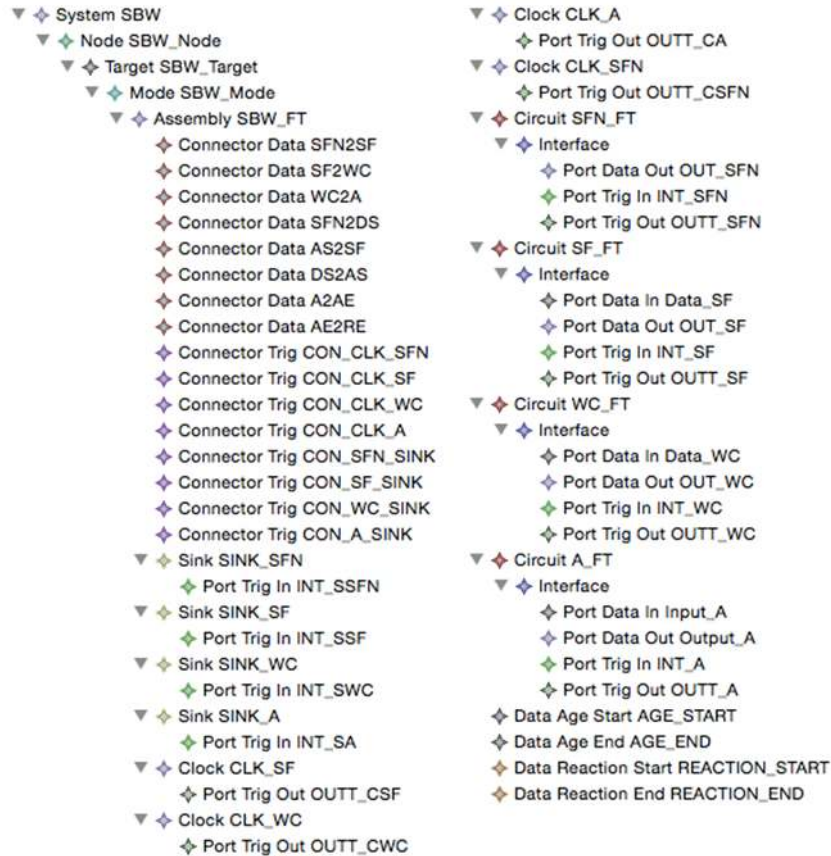 System SBW
Node SBW_Node
Target SBW_Target
Mode SBW_Mode
Assembly SBW_FT
Connector Data SFN2SF
Connector Data SF2WC
Connector Data WC2A
Connector Data SFN2DS
Connector Data AS2SF
Connector Data DS2AS
Connector Data A2AE
Connector Data AE2RE
Connector Trig CON_CLK_SFN
Connector Trig CON_CLK_SF
Connector Trig CON_CLK_WC
Connector Trig CON_CLK_A
Connector Trig CON_SFN_SINK
Connector Trig CON_SF_SINK
Connector Trig CON_WC_SINK
Connector Trig CON_A_SINK
Sink SINK_SFN
Port Trig In INT_SSFN
Sink SINK_SF
Port Trig In INT_SSF
Sink SINK_WC
Port Trig In INT_SWC
Sink SINK_A
Port Trig In INT_SA
Clock CLK_SF
Port Trig Out OUTT_CSF
Clock CLK_WC
Port Trig Out OUTT_CWC
Clock CLK_A
Port Trig Out OUTT_CA
Clock CLK_SFN
Port Trig Out OUTT_CSFN
Circuit SFN_FT
Interface
Port Data Out OUT_SFN
Port Trig In INT_SFN
Port Trig Out OUTT_SFN
Circuit SF_FT
Interface
Port Data In Data_SF
Port Data Out OUT_SF
Port Trig In INT_SF
Port Trig Out OUTT_SF
Circuit WC_FT
Interface
Port Data In Data_WC
Port Data Out OUT_WC
Port Trig In INT_WC
Port Trig Out OUTT_WC
Circuit A_FT
Interface
Port Data In Input_A
Port Data Out Output_A
Port Trig In INT_A
Port Trig Out OUTT_A
Data Age Start AGE_START
Data Age End AGE_END
Data Reaction Start REACTION_START
Data Reaction End REACTION_END